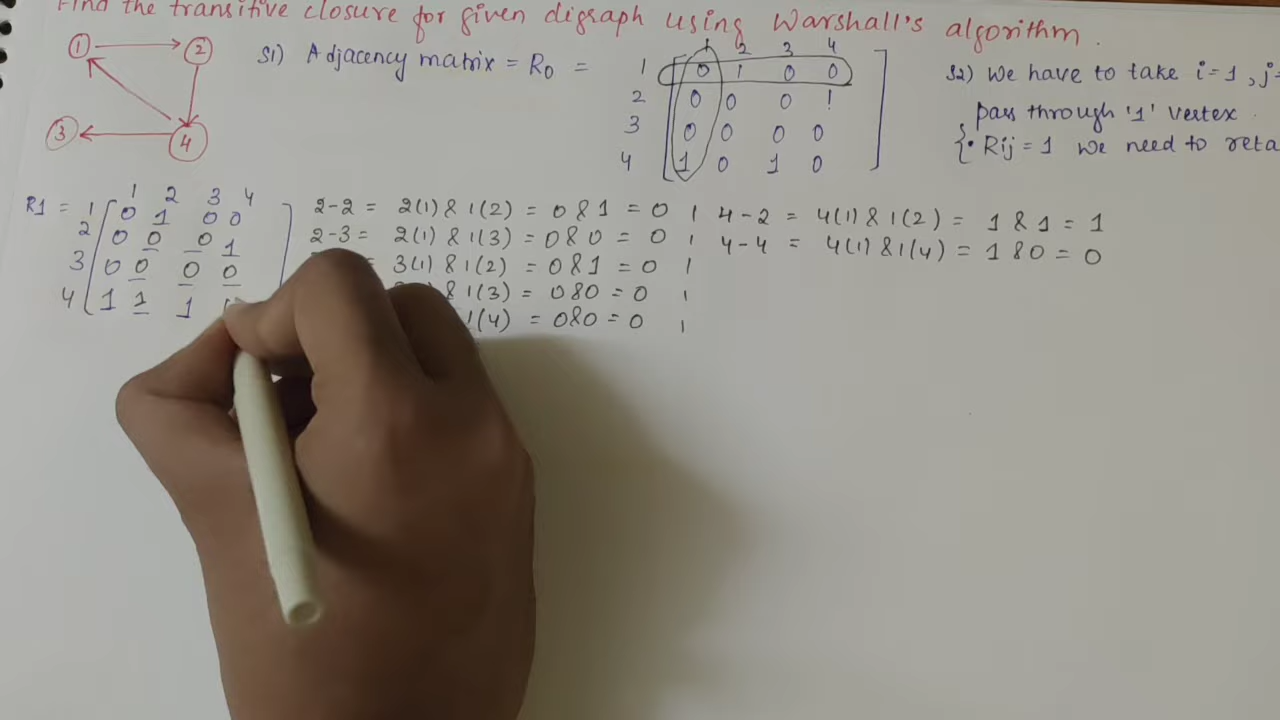 Find the transitive closure for given digraph using Warshall's algorithm.
1 2
3 4
S1) Adjacency matrix = R0 =
1 2 3 4
1 0 1 0 0
2 0 0 0 1
3 0 0 0 0
4 1 0 1 0
S2) We have to take i=1, j=
pass through '1' vertex.
{• Rij = 1 we need to reta
R1 =
1 2 3 4
1 0 1 0 0
2 0 0 0 1
3 0 0 0 0
4 1 1 1
2-2 = 2(1) & 1(2) = 0 & 1 = 0
2-3 = 2(1) & 1(3) = 0 & 0 = 0
= 3(1) & 1(2) = 0 & 1 = 0
& 1(3) = 0 & 0 = 0
1(4) = 0 & 0 = 0
4-2 = 4(1) & 1(2) = 1 & 1 = 1
4-4 = 4(1) & 1(4) = 1 & 0 = 0